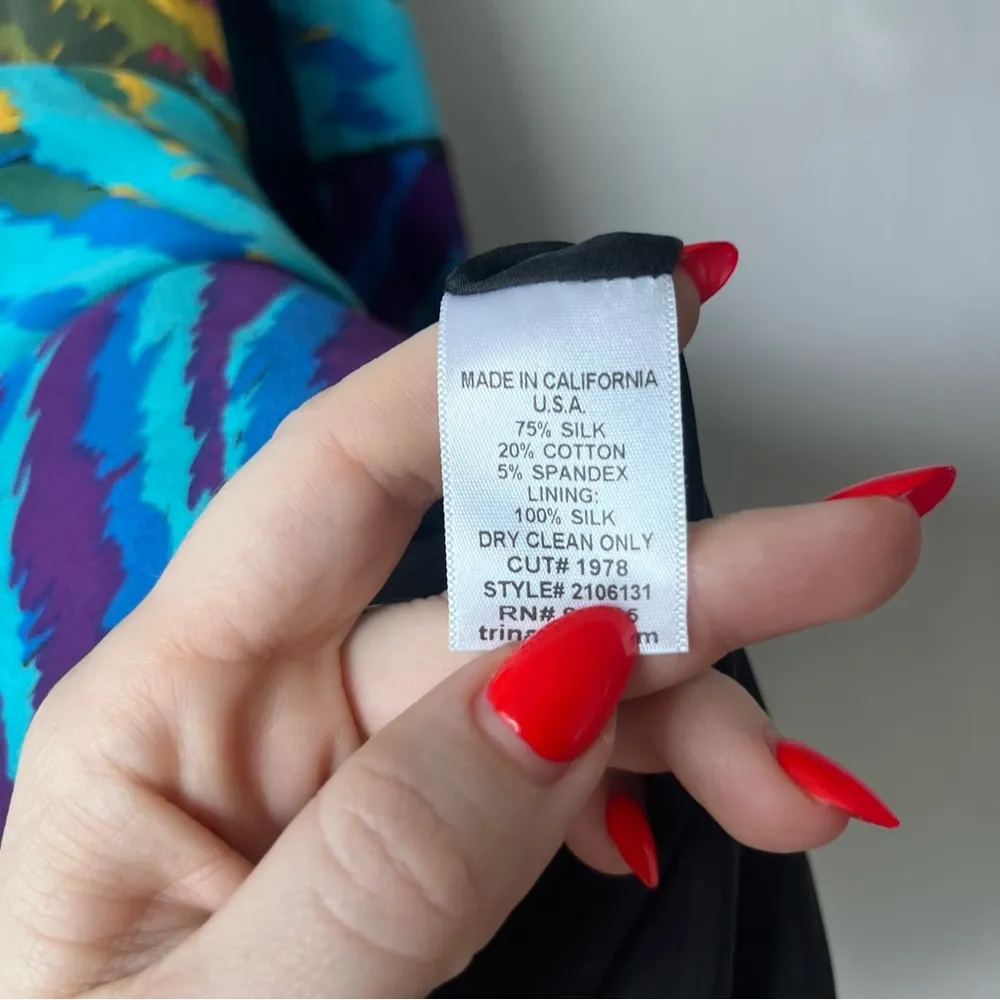 MADE IN CALIFORNIA
U.S.A.
75% SILK
20% COTTON
5% SPANDEX
LINING:
100% SILK
DRY CLEAN ONLY
CUT# 1978
STYLE# 2106131
RN#